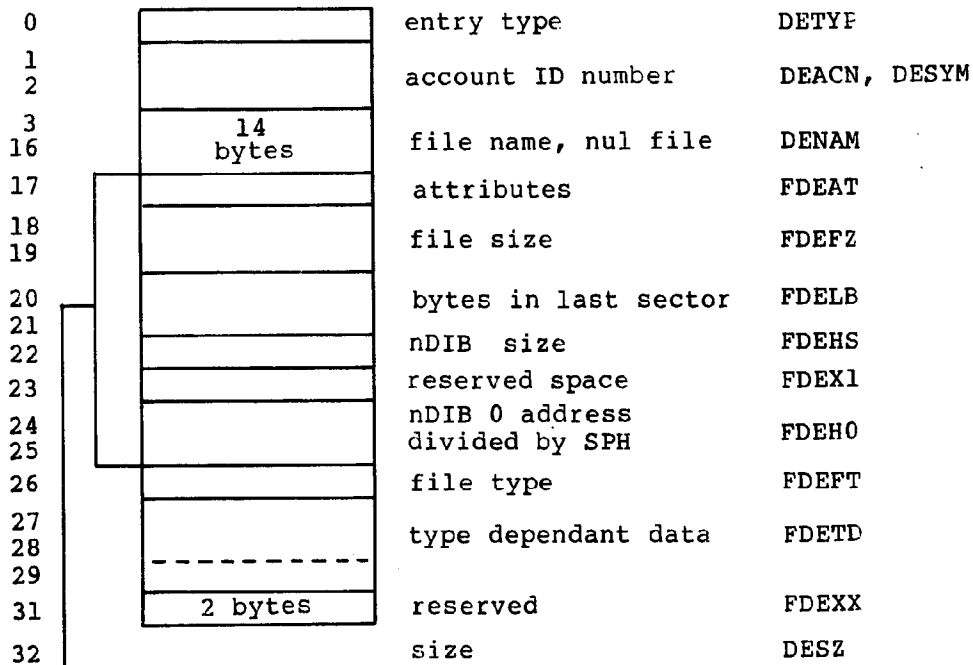 0 entry type DETYP
1
2 account ID number DEACN, DESYM
3 14
16 bytes file name, nul file DENAM
17 attributes FDEAT
18
19 file size FDEFZ
20 bytes in last sector FDELB
21
22 nDIB size FDEHS
23 reserved space FDEX1
24 nDIB 0 address
25 divided by SPH FDEH0
26 file type FDEFT
27
28 type dependant data FDETD
29
31 2 bytes reserved FDEXX
32 size DESZ